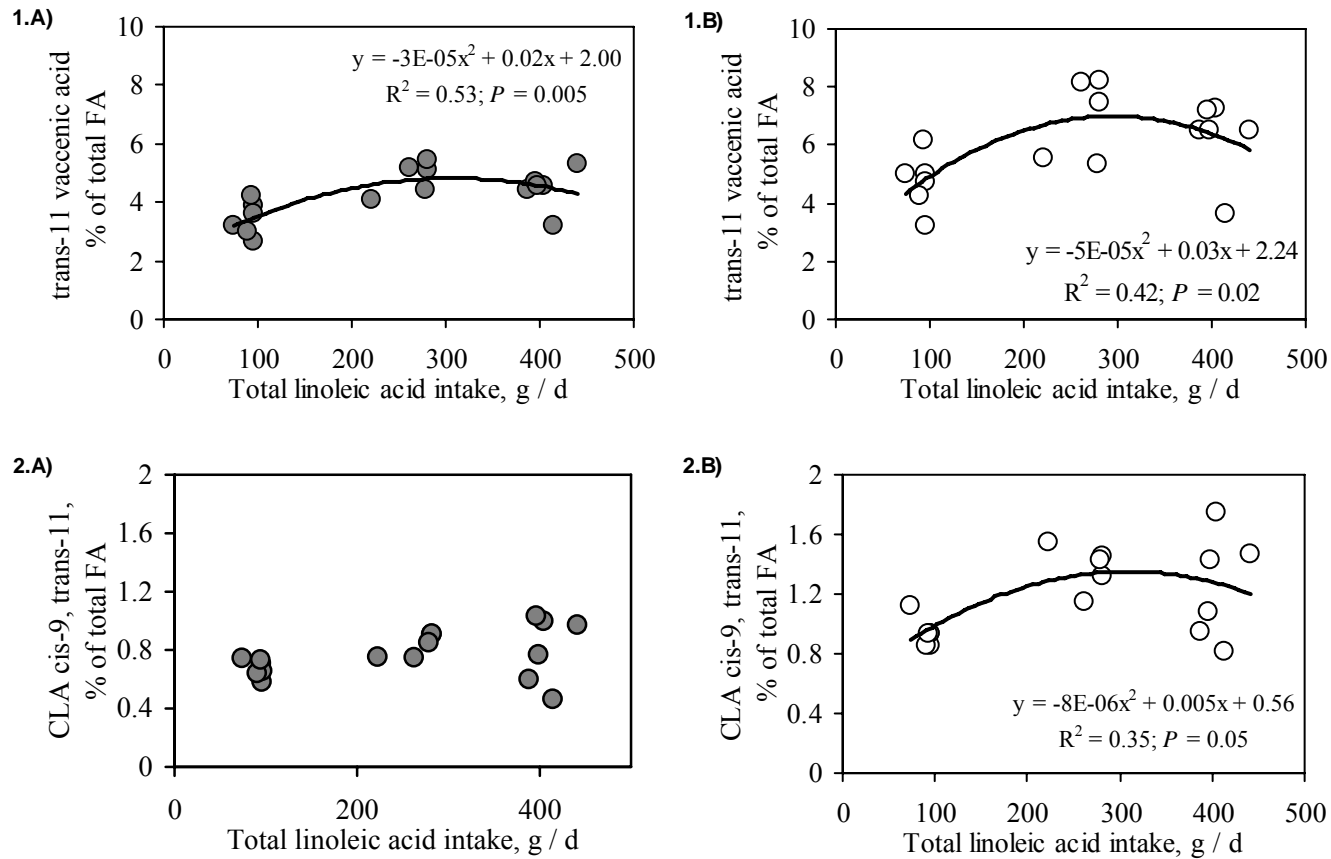 1.A)
trans-11 vaccenic acid
% of total FA
10
8
6
4
2
0
y = -3E-05x² + 0.02x + 2.00
R² = 0.53; P = 0.005
0 100 200 300 400 500
Total linoleic acid intake, g / d
1.B)
trans-11 vaccenic acid
% of total FA
10
8
6
4
2
0
y = -5E-05x² + 0.03x + 2.24
R² = 0.42; P = 0.02
0 100 200 300 400 500
Total linoleic acid intake, g / d
2.A)
CLA cis-9, trans-11,
% of total FA
2
1.6
1.2
0.8
0.4
0
0 200 400
Total linoleic acid intake, g / d
2.B)
CLA cis-9, trans-11,
% of total FA
2
1.6
1.2
0.8
0.4
0
y = -8E-06x² + 0.005x + 0.56
R² = 0.35; P = 0.05
0 100 200 300 400 500
Total linoleic acid intake, g / d